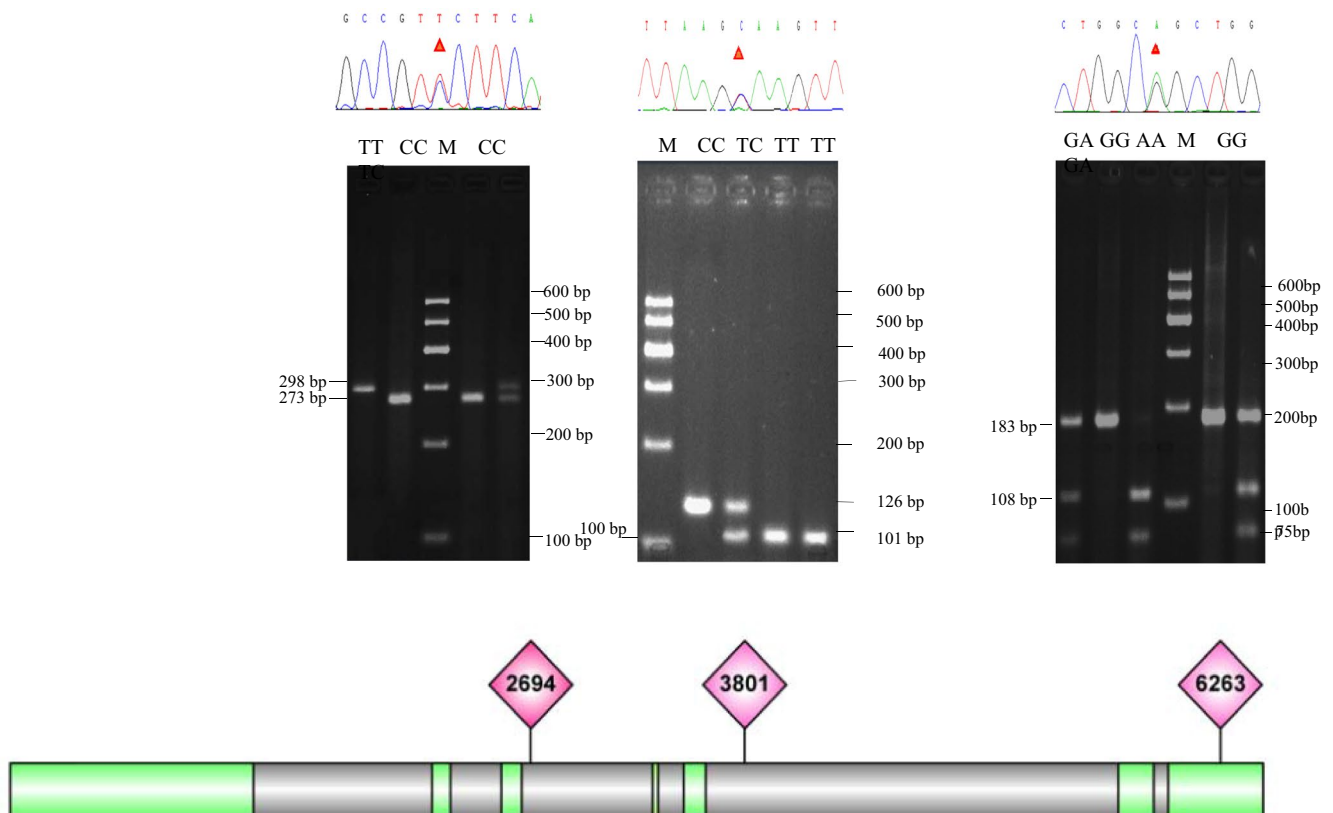 G C C G T T C T T C A
T T A A G C A A G T T
C T G G C A G C T G G
TT CC M CC
TC
M CC TC TT TT
GA GG AA M GG
GA
600 bp
500 bp
400 bp
298 bp
300 bp
273 bp
200 bp
100 bp
600 bp
500 bp
400 bp
300 bp
200 bp
126 bp
100 bp
101 bp
600bp
500bp
400bp
300bp
183 bp
200bp
108 bp
100b
p
75bp
2694
3801
6263